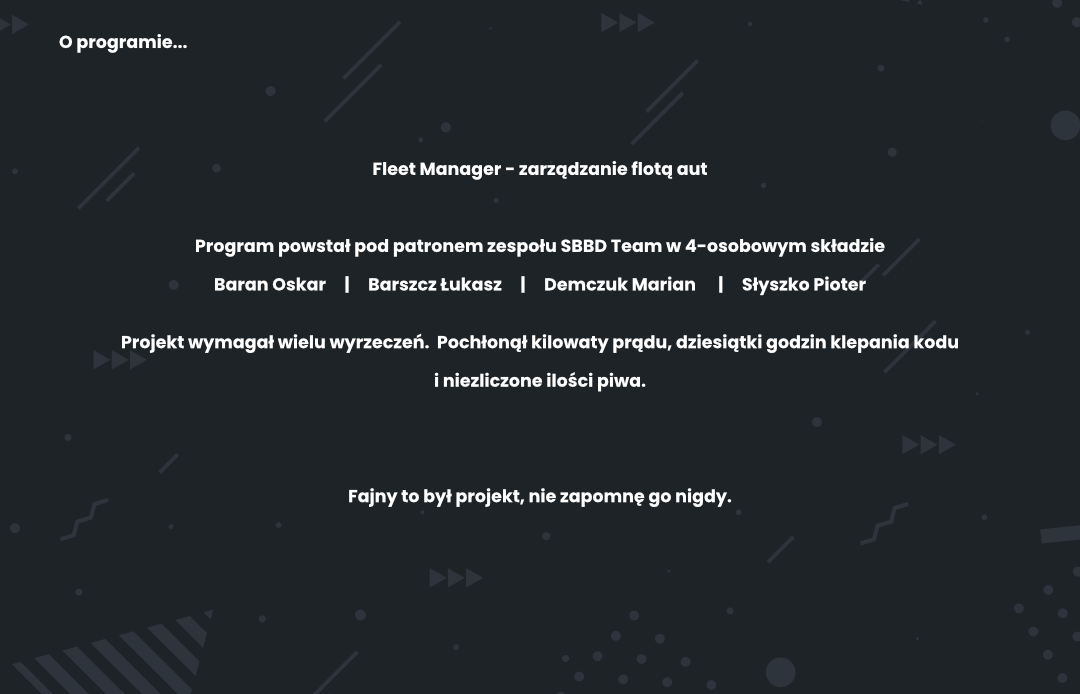 O programie...
Fleet Manager - zarządzanie flotą aut
Program powstał pod patronem zespołu SBBD Team w 4-osobowym składzie
Baran Oskar | Barszcz Łukasz | Demczuk Marian | Słyszko Pioter
Projekt wymagał wielu wyrzeczeń. Pochłonął kilowaty prądu, dziesiątki godzin klepania kodu
i niezliczone ilości piwa.
Fajny to był projekt, nie zapomnę go nigdy.